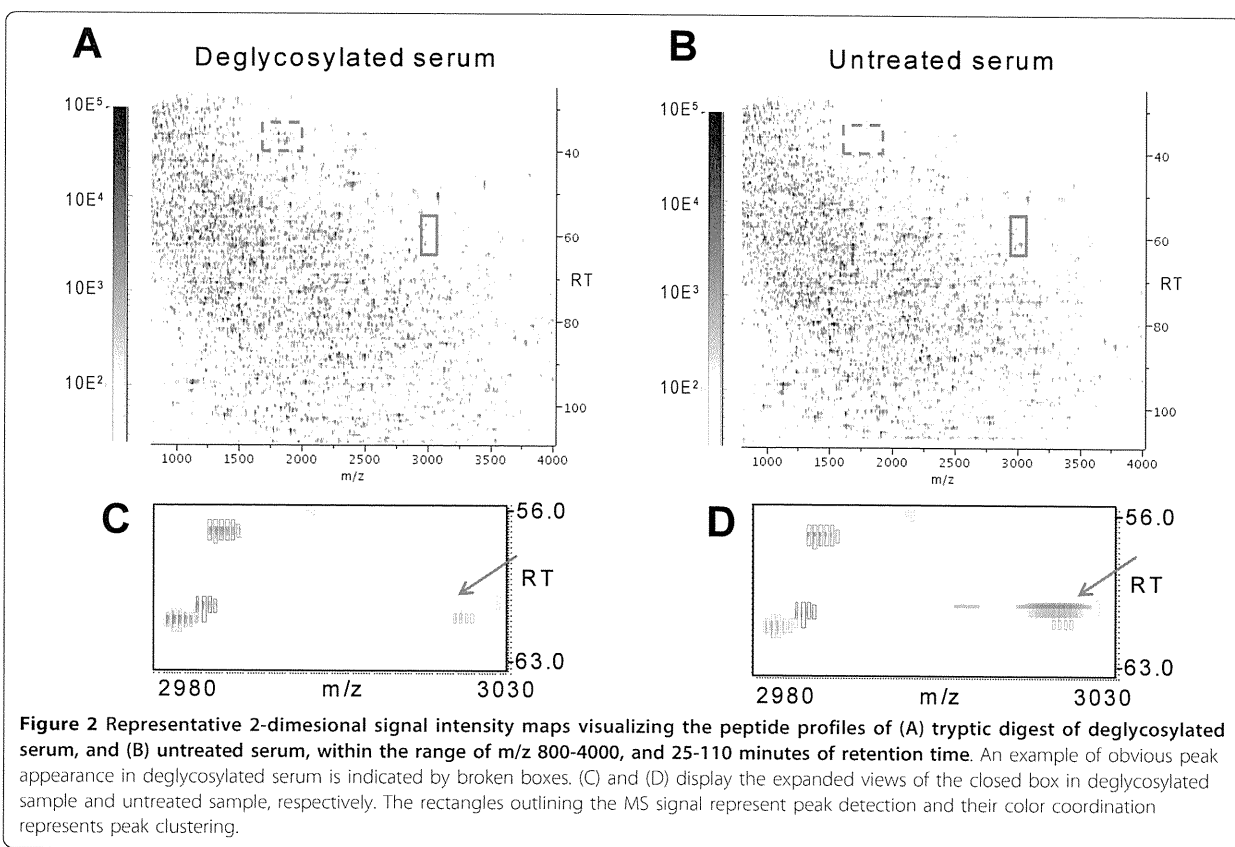 A
Deglycosylated serum
B
Untreated serum
10E⁵
10E⁴
10E³
10E²
40
60
RT
80
100
1000 1500 2000 2500 3000 3500 4000
m/z
10E⁵
10E⁴
10E³
10E²
40
60
RT
80
100
1000 1500 2000 2500 3000 3500 4000
m/z
C
56.0
RT
63.0
2980 m/z 3030
D
56.0
RT
63.0
2980 m/z 3030
Figure 2 Representative 2-dimesional signal intensity maps visualizing the peptide profiles of (A) tryptic digest of deglycosylated
serum, and (B) untreated serum, within the range of m/z 800-4000, and 25-110 minutes of retention time. An example of obvious peak
appearance in deglycosylated serum is indicated by broken boxes. (C) and (D) display the expanded views of the closed box in deglycosylated
sample and untreated sample, respectively. The rectangles outlining the MS signal represent peak detection and their color coordination
represents peak clustering.